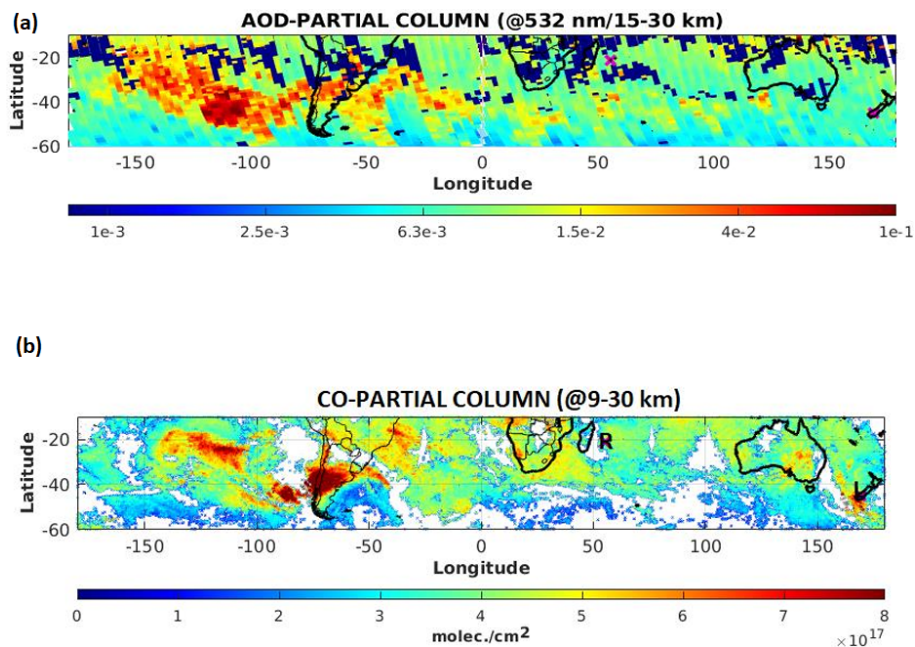 (a)
AOD-PARTIAL COLUMN (@532 nm/15-30 km)
-20
-40
-60
Latitude
-150 -100 -50 0 50 100 150
Longitude
1e-3 2.5e-3 6.3e-3 1.5e-2 4e-2 1e-1
(b)
CO-PARTIAL COLUMN (@9-30 km)
-20
-40
-60
Latitude
R
L
-150 -100 -50 0 50 100 150
Longitude
0 1 2 3 4 5 6 7 8
molec./cm²
×10¹⁷